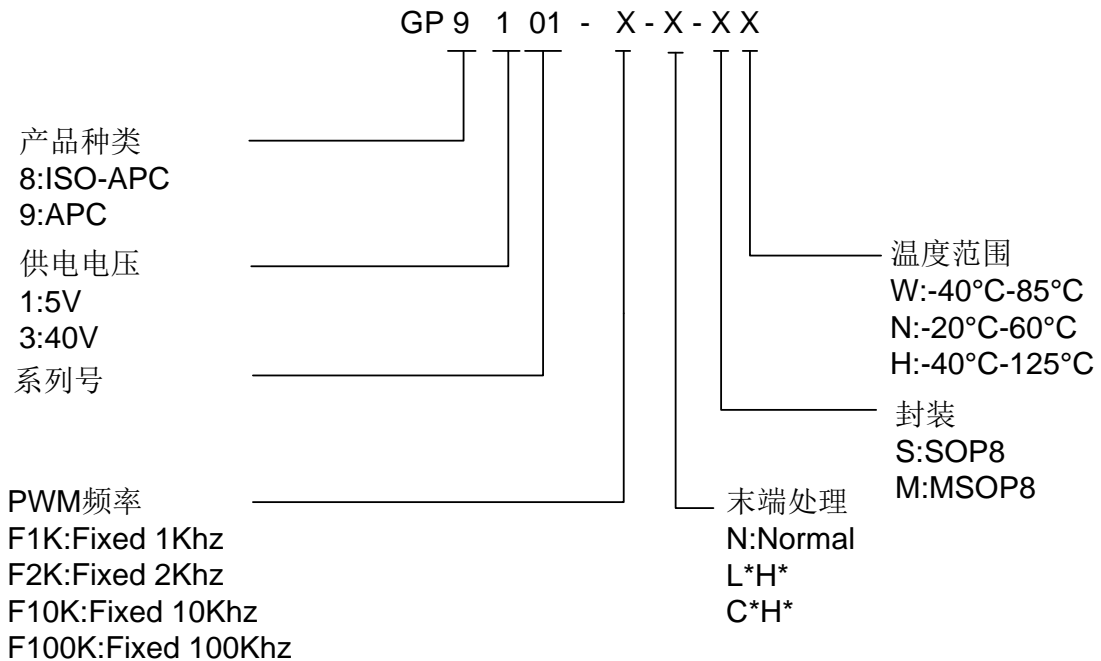 GP 9 1 01 - X - X - X X
产品种类
8:ISO-APC
9:APC
供电电压
1:5V
3:40V
系列号
PWM频率
F1K:Fixed 1Khz
F2K:Fixed 2Khz
F10K:Fixed 10Khz
F100K:Fixed 100Khz
温度范围
W:-40°C-85°C
N:-20°C-60°C
H:-40°C-125°C
封装
S:SOP8
M:MSOP8
末端处理
N:Normal
L*H*
C*H*